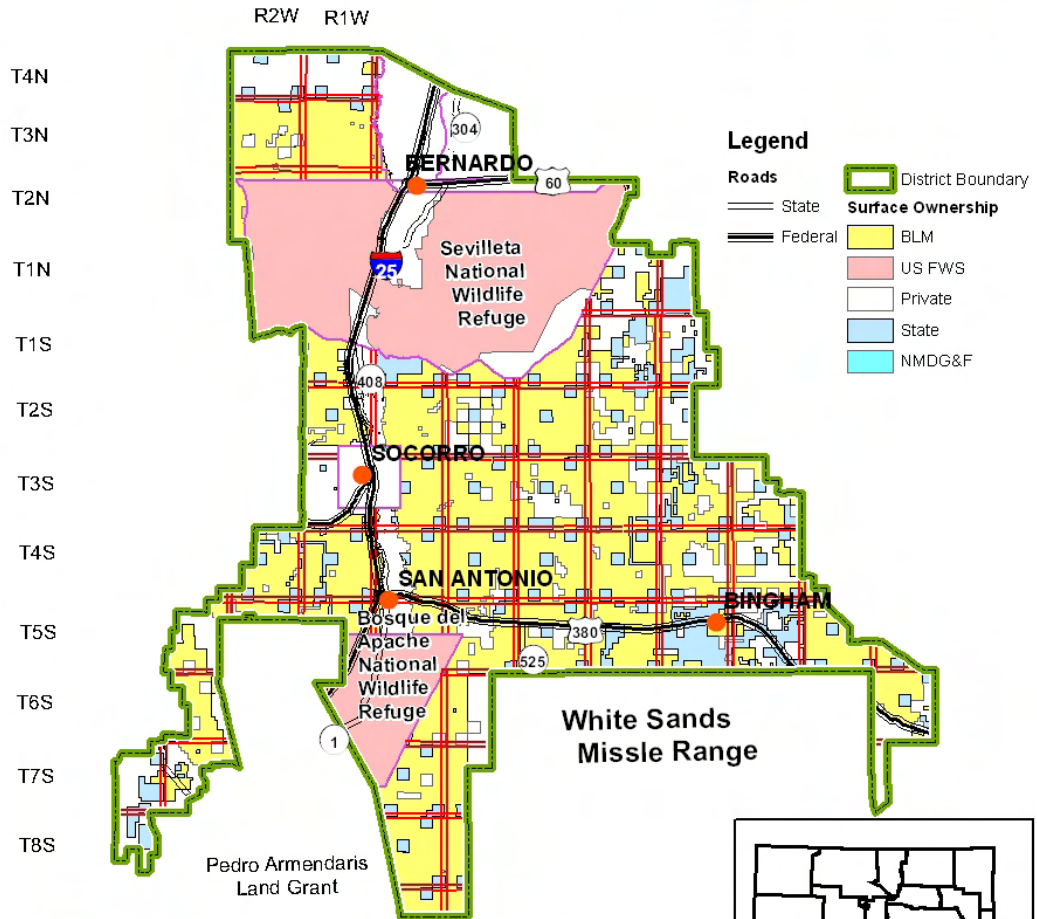 R2W R1W
T4N
T3N
T2N
T1N
T1S
T2S
T3S
T4S
T5S
T6S
T7S
T8S
304
BERNARDO
60
Sevilleta
National
Wildlife
Refuge
25
408
SOCORRO
SAN ANTONIO
BINGHAM
Bosque del
Apache
National
Wildlife
Refuge
380
525
1
White Sands
Missle Range
Pedro Armendaris
Land Grant
Legend
Roads
State
Federal
District Boundary
Surface Ownership
BLM
US FWS
Private
State
NMDG&F